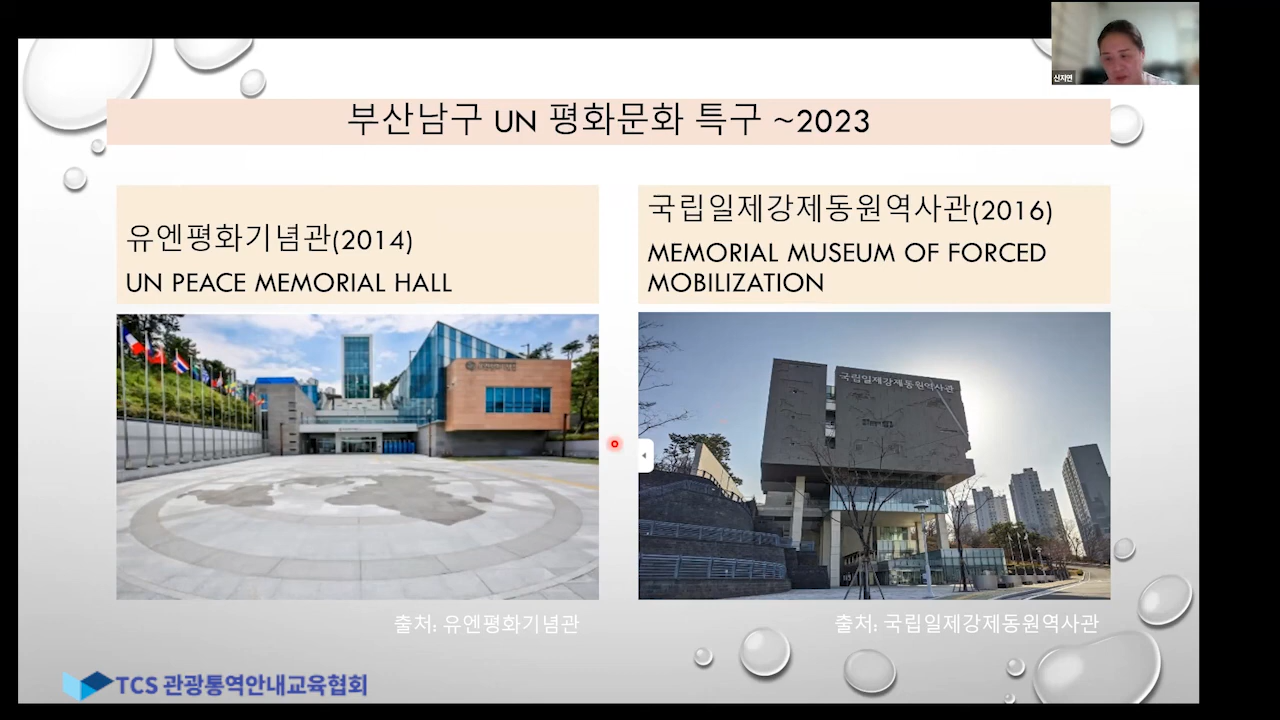 신지연
부산남구 UN 평화문화 특구 ~2023
유엔평화기념관(2014)
UN PEACE MEMORIAL HALL
국립일제강제동원역사관(2016)
MEMORIAL MUSEUM OF FORCED
MOBILIZATION
국립일제강제동원역사관
출처: 유엔평화기념관
출처: 국립일제강제동원역사관
TCS 관광통역안내교육협회